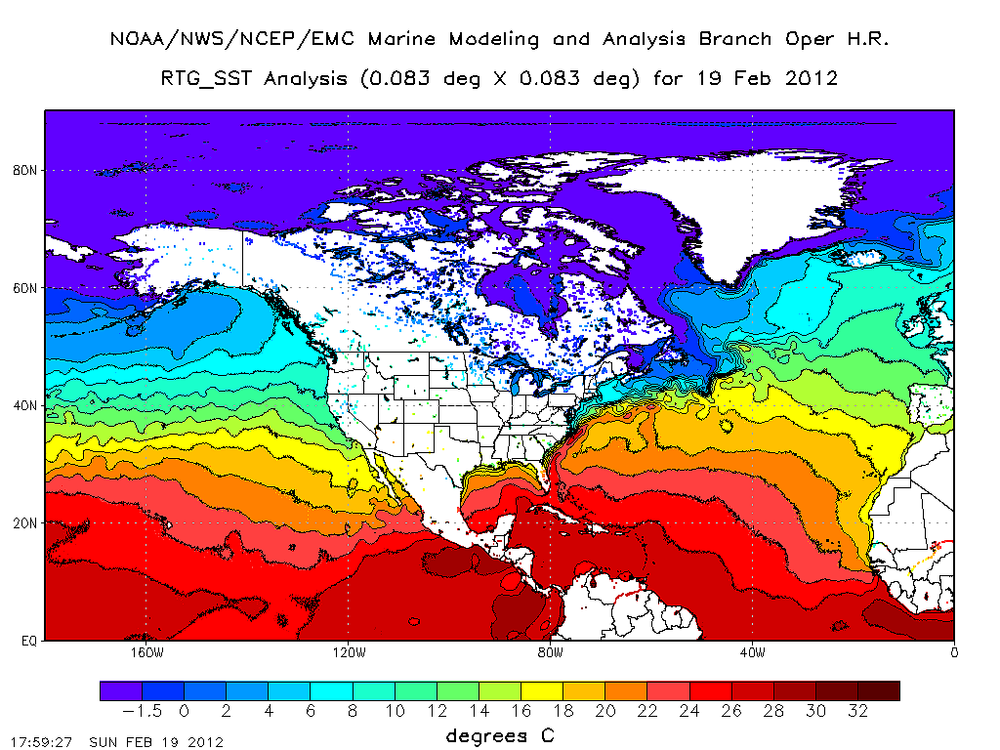 NOAA/NWS/NCEP/EMC Marine Modeling and Analysis Branch Oper H.R.
RTG_SST Analysis (0.083 deg X 0.083 deg) for 19 Feb 2012
80N
60N
40N
20N
EQ
160W 120W 80W 40W 0
−1.5 0 2 4 6 8 10 12 14 16 18 20 22 24 26 28 30 32
degrees C
17:59:27 SUN FEB 19 2012